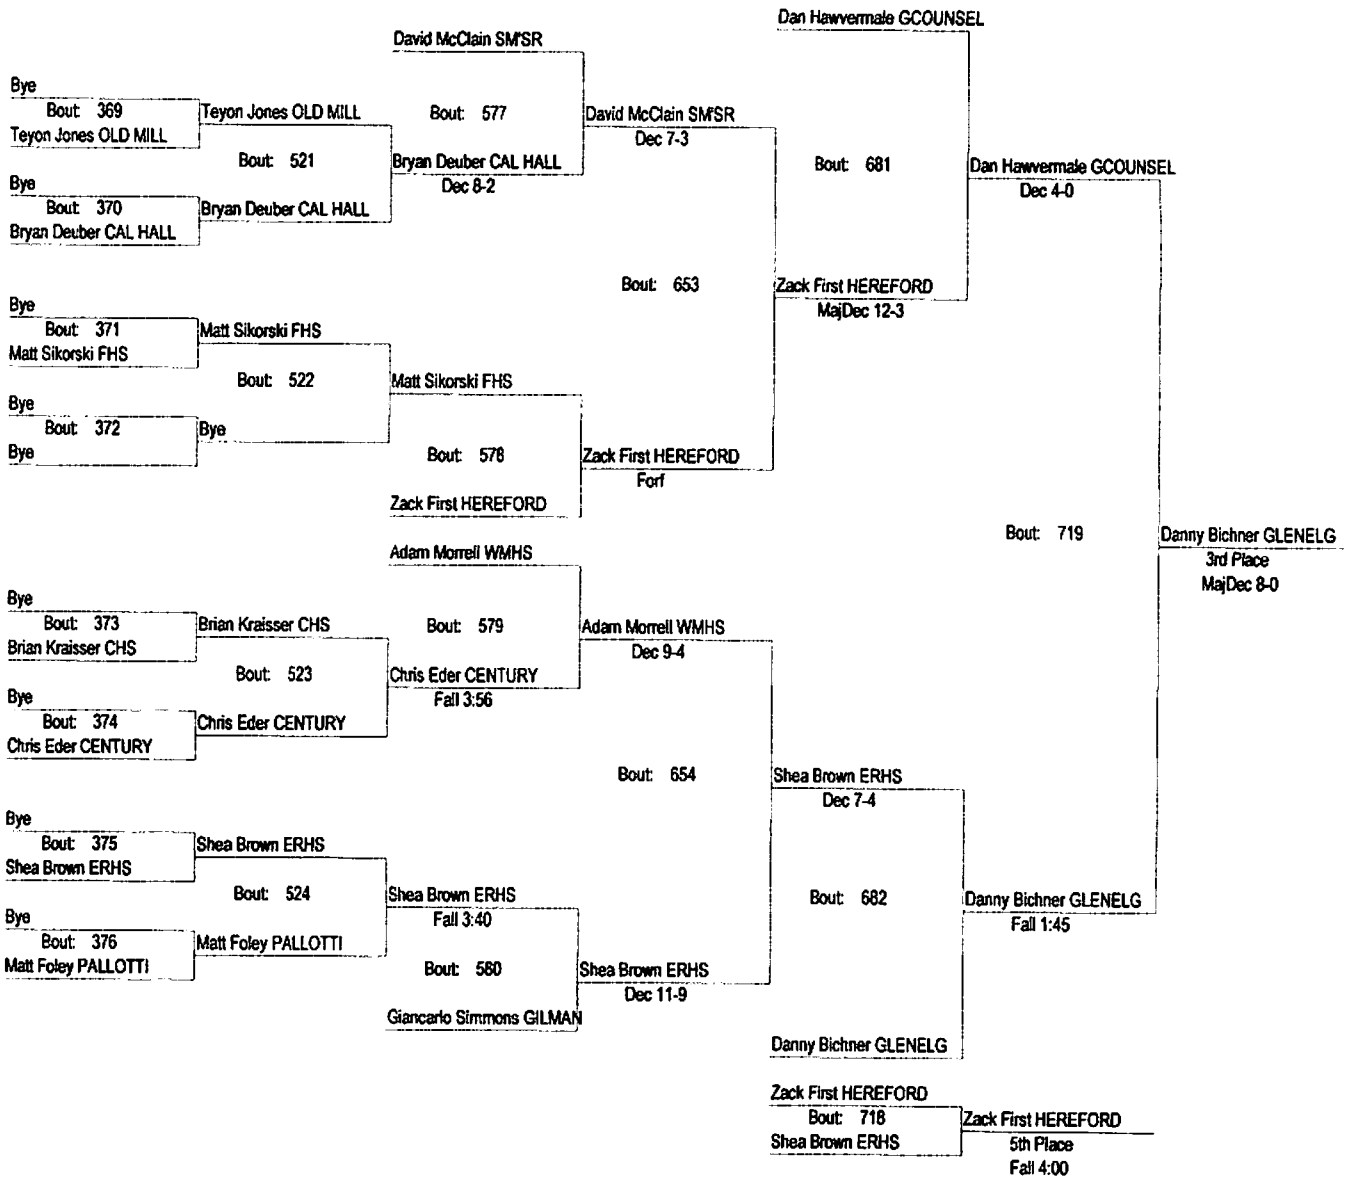 Dan Hawvermale GCOUNSEL
David McClain SM'SR
Bye
Bout: 369
Teyon Jones OLD MILL
Teyon Jones OLD MILL
Bout: 521
Bye
Bout: 370
Bryan Deuber CAL HALL
Bryan Deuber CAL HALL
Bout: 577
Bryan Deuber CAL HALL
Dec 8-2
David McClain SM'SR
Dec 7-3
Bout: 681
Dan Hawvermale GCOUNSEL
Dec 4-0
Bout: 653
Zack First HEREFORD
MajDec 12-3
Bye
Bout: 371
Matt Sikorski FHS
Matt Sikorski FHS
Bout: 522
Bye
Bout: 372
Bye
Bye
Matt Sikorski FHS
Bout: 578
Zack First HEREFORD
Zack First HEREFORD
Forf
Bout: 719
Danny Bichner GLENELG
3rd Place
MajDec 8-0
Adam Morrell WMHS
Bye
Bout: 373
Brian Kraisser CHS
Brian Kraisser CHS
Bout: 523
Bye
Bout: 374
Chris Eder CENTURY
Chris Eder CENTURY
Bout: 579
Chris Eder CENTURY
Fall 3:56
Adam Morrell WMHS
Dec 9-4
Bout: 654
Shea Brown ERHS
Dec 7-4
Bye
Bout: 375
Shea Brown ERHS
Shea Brown ERHS
Bout: 524
Bye
Bout: 376
Matt Foley PALLOTTI
Matt Foley PALLOTTI
Shea Brown ERHS
Fall 3:40
Bout: 580
Giancarlo Simmons GILMAN
Shea Brown ERHS
Dec 11-9
Bout: 682
Danny Bichner GLENELG
Fall 1:45
Danny Bichner GLENELG
Zack First HEREFORD
Bout: 718
Shea Brown ERHS
Zack First HEREFORD
5th Place
Fall 4:00